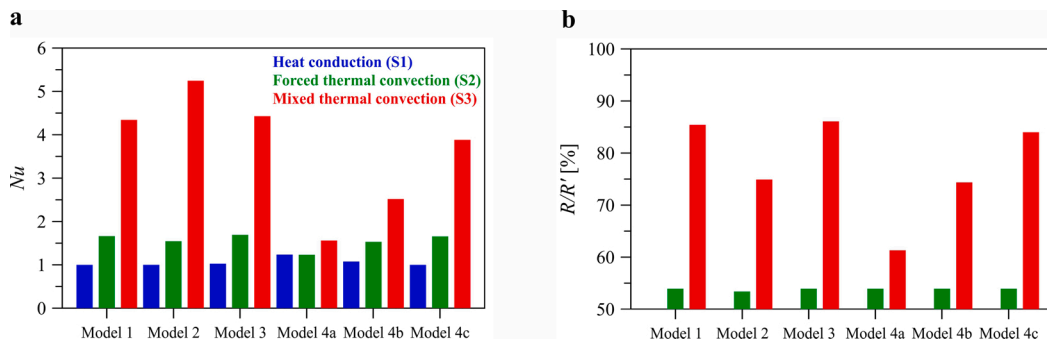 a
6
5
4
3
2
1
0
Nu
Heat conduction (S1)
Forced thermal convection (S2)
Mixed thermal convection (S3)
Model 1 Model 2 Model 3 Model 4a Model 4b Model 4c
b
100
90
80
70
60
50
R/R' [%]
Model 1 Model 2 Model 3 Model 4a Model 4b Model 4c